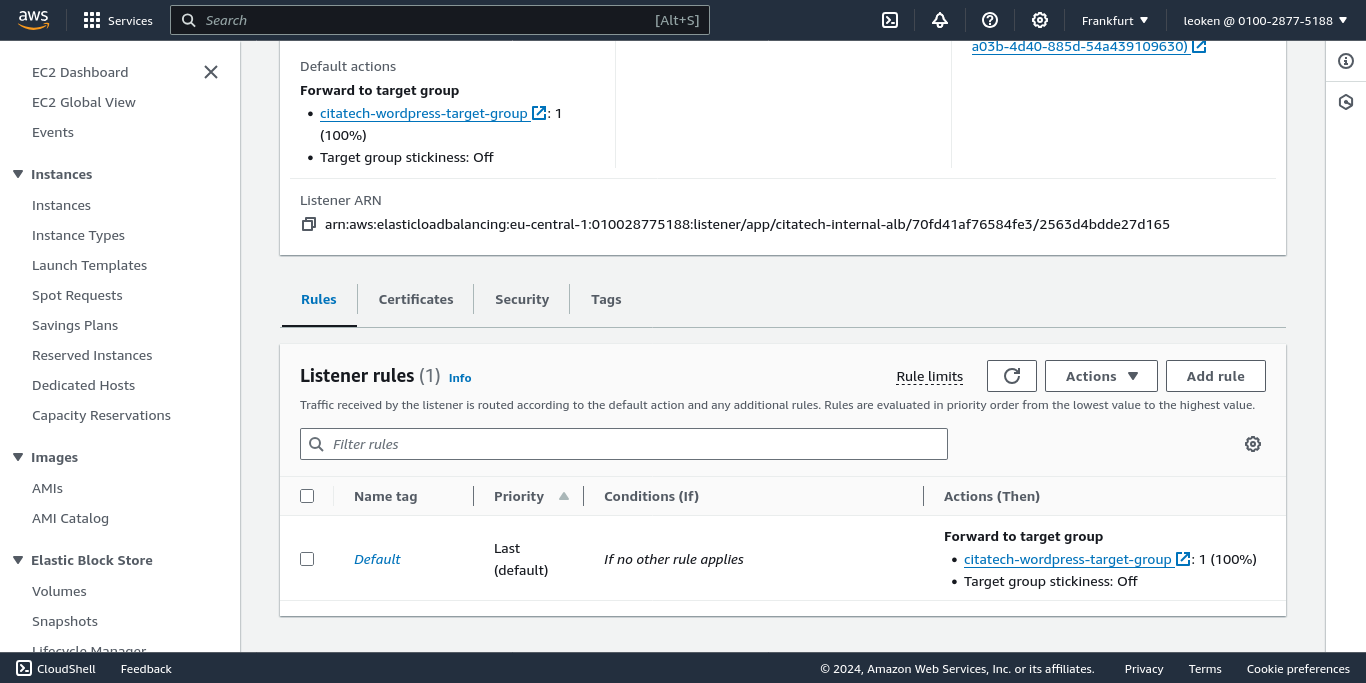 aws
Services
Search
[Alt+S]
Frankfurt
leoken @ 0100-2877-5188
EC2 Dashboard
EC2 Global View
Events
Instances
Instances
Instance Types
Launch Templates
Spot Requests
Savings Plans
Reserved Instances
Dedicated Hosts
Capacity Reservations
Images
AMIs
AMI Catalog
Elastic Block Store
Volumes
Snapshots
Lifecycle Manager
a03b-4d40-885d-54a439109630)
Default actions
Forward to target group
• citatech-wordpress-target-group : 1
(100%)
• Target group stickiness: Off
Listener ARN
arn:aws:elasticloadbalancing:eu-central-1:010028775188:listener/app/citatech-internal-alb/70fd41af76584fe3/2563d4bdde27d165
Rules
Certificates
Security
Tags
Listener rules (1) Info
Rule limits
Actions
Add rule
Traffic received by the listener is routed according to the default action and any additional rules. Rules are evaluated in priority order from the lowest value to the highest value.
Filter rules
Name tag
Priority
Conditions (If)
Actions (Then)
Default
Last
(default)
If no other rule applies
Forward to target group
• citatech-wordpress-target-group : 1 (100%)
• Target group stickiness: Off
CloudShell
Feedback
© 2024, Amazon Web Services, Inc. or its affiliates.
Privacy
Terms
Cookie preferences